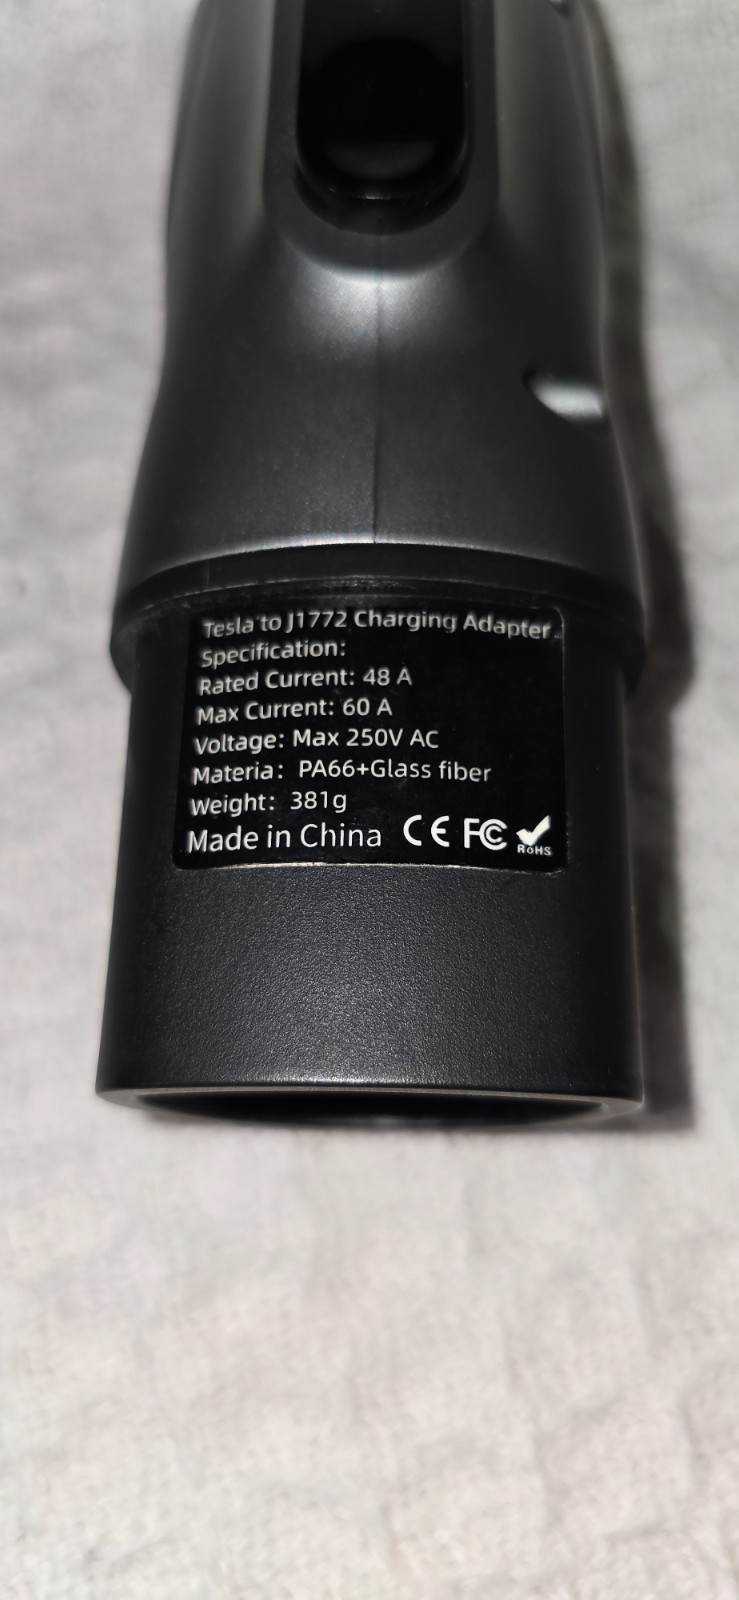 Tesla to J1772 Charging Adapter
Specification:
Rated Current: 48 A
Max Current: 60 A
Voltage: Max 250V AC
Materia: PA66+Glass fiber
Weight: 381g
Made in China CE FC RoHS